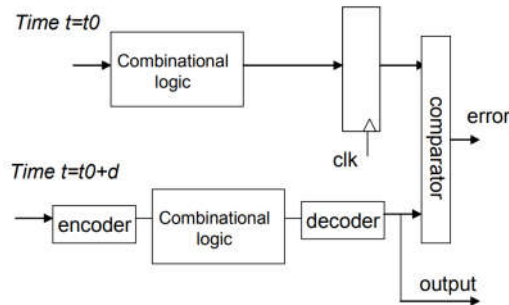 Time t=t0
Combinational
logic
clk
comparator
error
Time t=t0+d
encoder
Combinational
logic
decoder
output